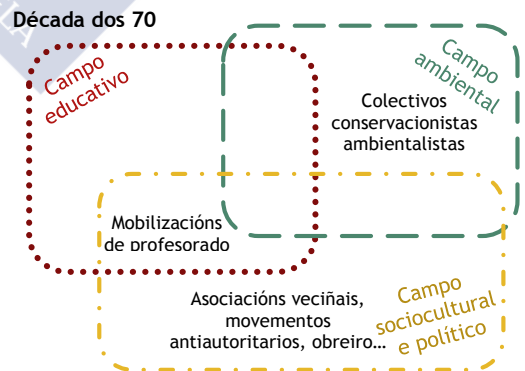 Década dos 70
Campo
educativo
Campo
ambiental
Colectivos
conservacionistas
ambientalistas
Mobilizacións
de profesorado
Asociacións veciñais,
movementos
antiautoritarios, obreiro…
Campo
sociocultural
e político